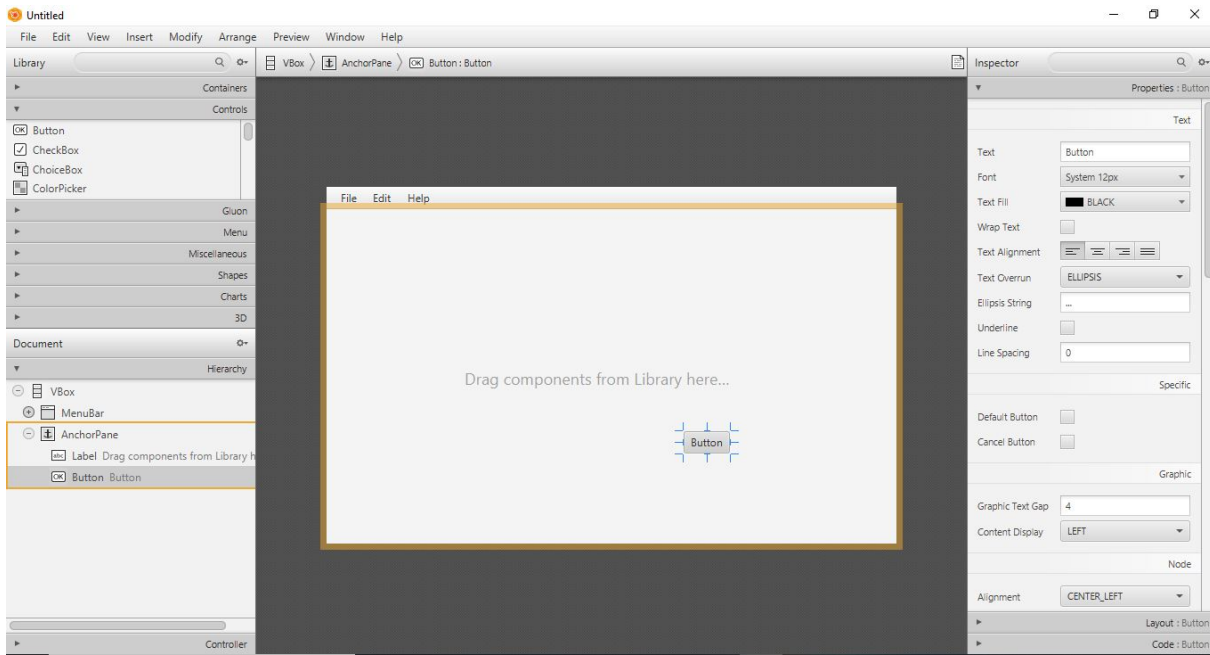 Untitled
File Edit View Insert Modify Arrange Preview Window Help
Library
Containers
Controls
OK Button
CheckBox
ChoiceBox
ColorPicker
Gluon
Menu
Miscellaneous
Shapes
Charts
3D
Document
Hierarchy
VBox
MenuBar
AnchorPane
abc Label Drag components from Library h
OK Button Button
Controller
VBox AnchorPane OK Button : Button
File Edit Help
Drag components from Library here...
Button
Inspector
Properties : Button
Text
Text Button
Font System 12px
Text Fill BLACK
Wrap Text
Text Alignment
Text Overrun ELLIPSIS
Ellipsis String ...
Underline
Line Spacing 0
Specific
Default Button
Cancel Button
Graphic
Graphic Text Gap 4
Content Display LEFT
Node
Alignment CENTER_LEFT
Layout : Button
Code : Button